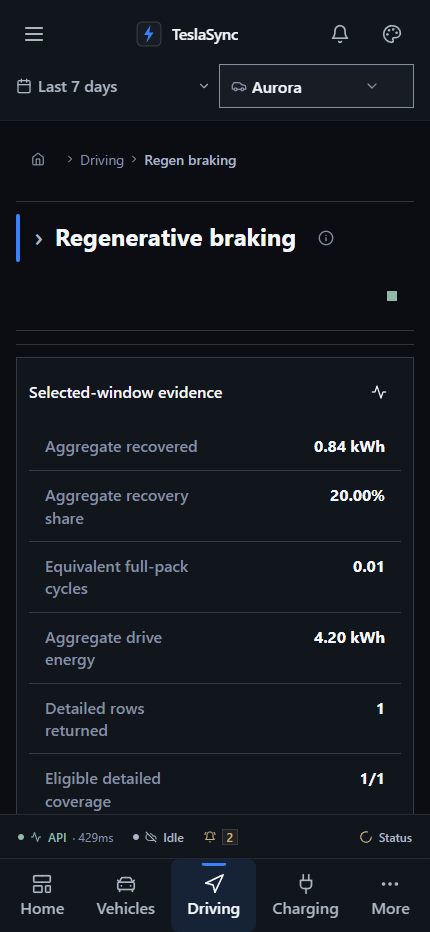 TeslaSync
Last 7 days
Aurora
Driving
Regen braking
Regenerative braking
Selected-window evidence
Aggregate recovered
0.84 kWh
Aggregate recovery
share
20.00%
Equivalent full-pack
cycles
0.01
Aggregate drive
energy
4.20 kWh
Detailed rows
returned
1
Eligible detailed
coverage
1/1
API · 429ms
Idle
2
Status
Home
Vehicles
Driving
Charging
More